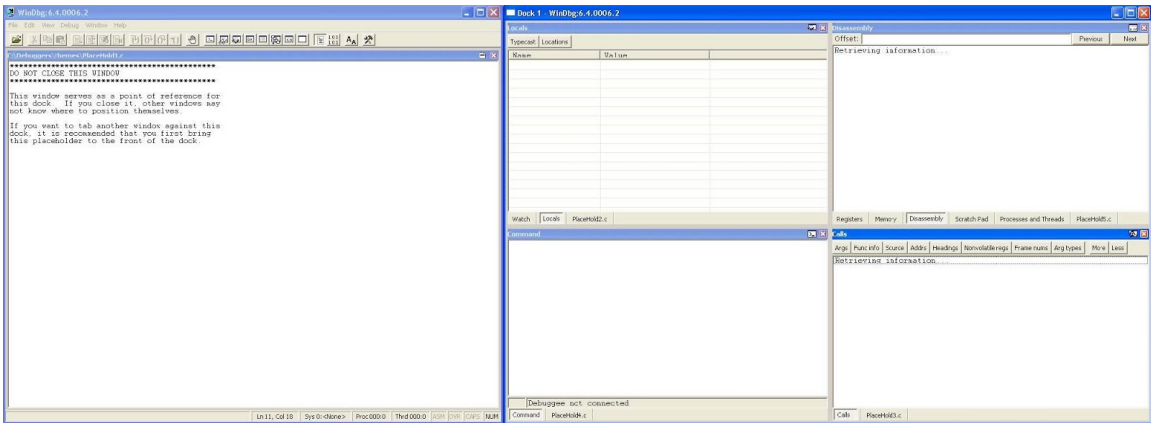 WinDbg:6.4.0006.2
File Edit View Debug Window Help
C:\Debuggers\themes\PlaceHold1.c
********************************************
DO NOT CLOSE THIS WINDOW
********************************************
This window serves as a point of reference for
this dock. If you close it, other windows may
not know where to position themselves.
If you want to tab another window against this
dock, it is recommended that you first bring
this placeholder to the front of the dock.
Ln 11, Col 18 Sys 0:<None> Proc 000:0 Thrd 000:0 ASM OVR CAPS NUM
Dock 1 - WinDbg:6.4.0006.2
Locals
Typecast Locations
Name Value
Watch Locals PlaceHold2.c
Disassembly
Offset: Previous Next
Retrieving information...
Registers Memory Disassembly Scratch Pad Processes and Threads PlaceHold5.c
Command
Debuggee not connected
Command PlaceHold4.c
Calls
Args Func info Source Addrs Headings Nonvolatile regs Frame nums Arg types More Less
Retrieving information...
Calls PlaceHold3.c